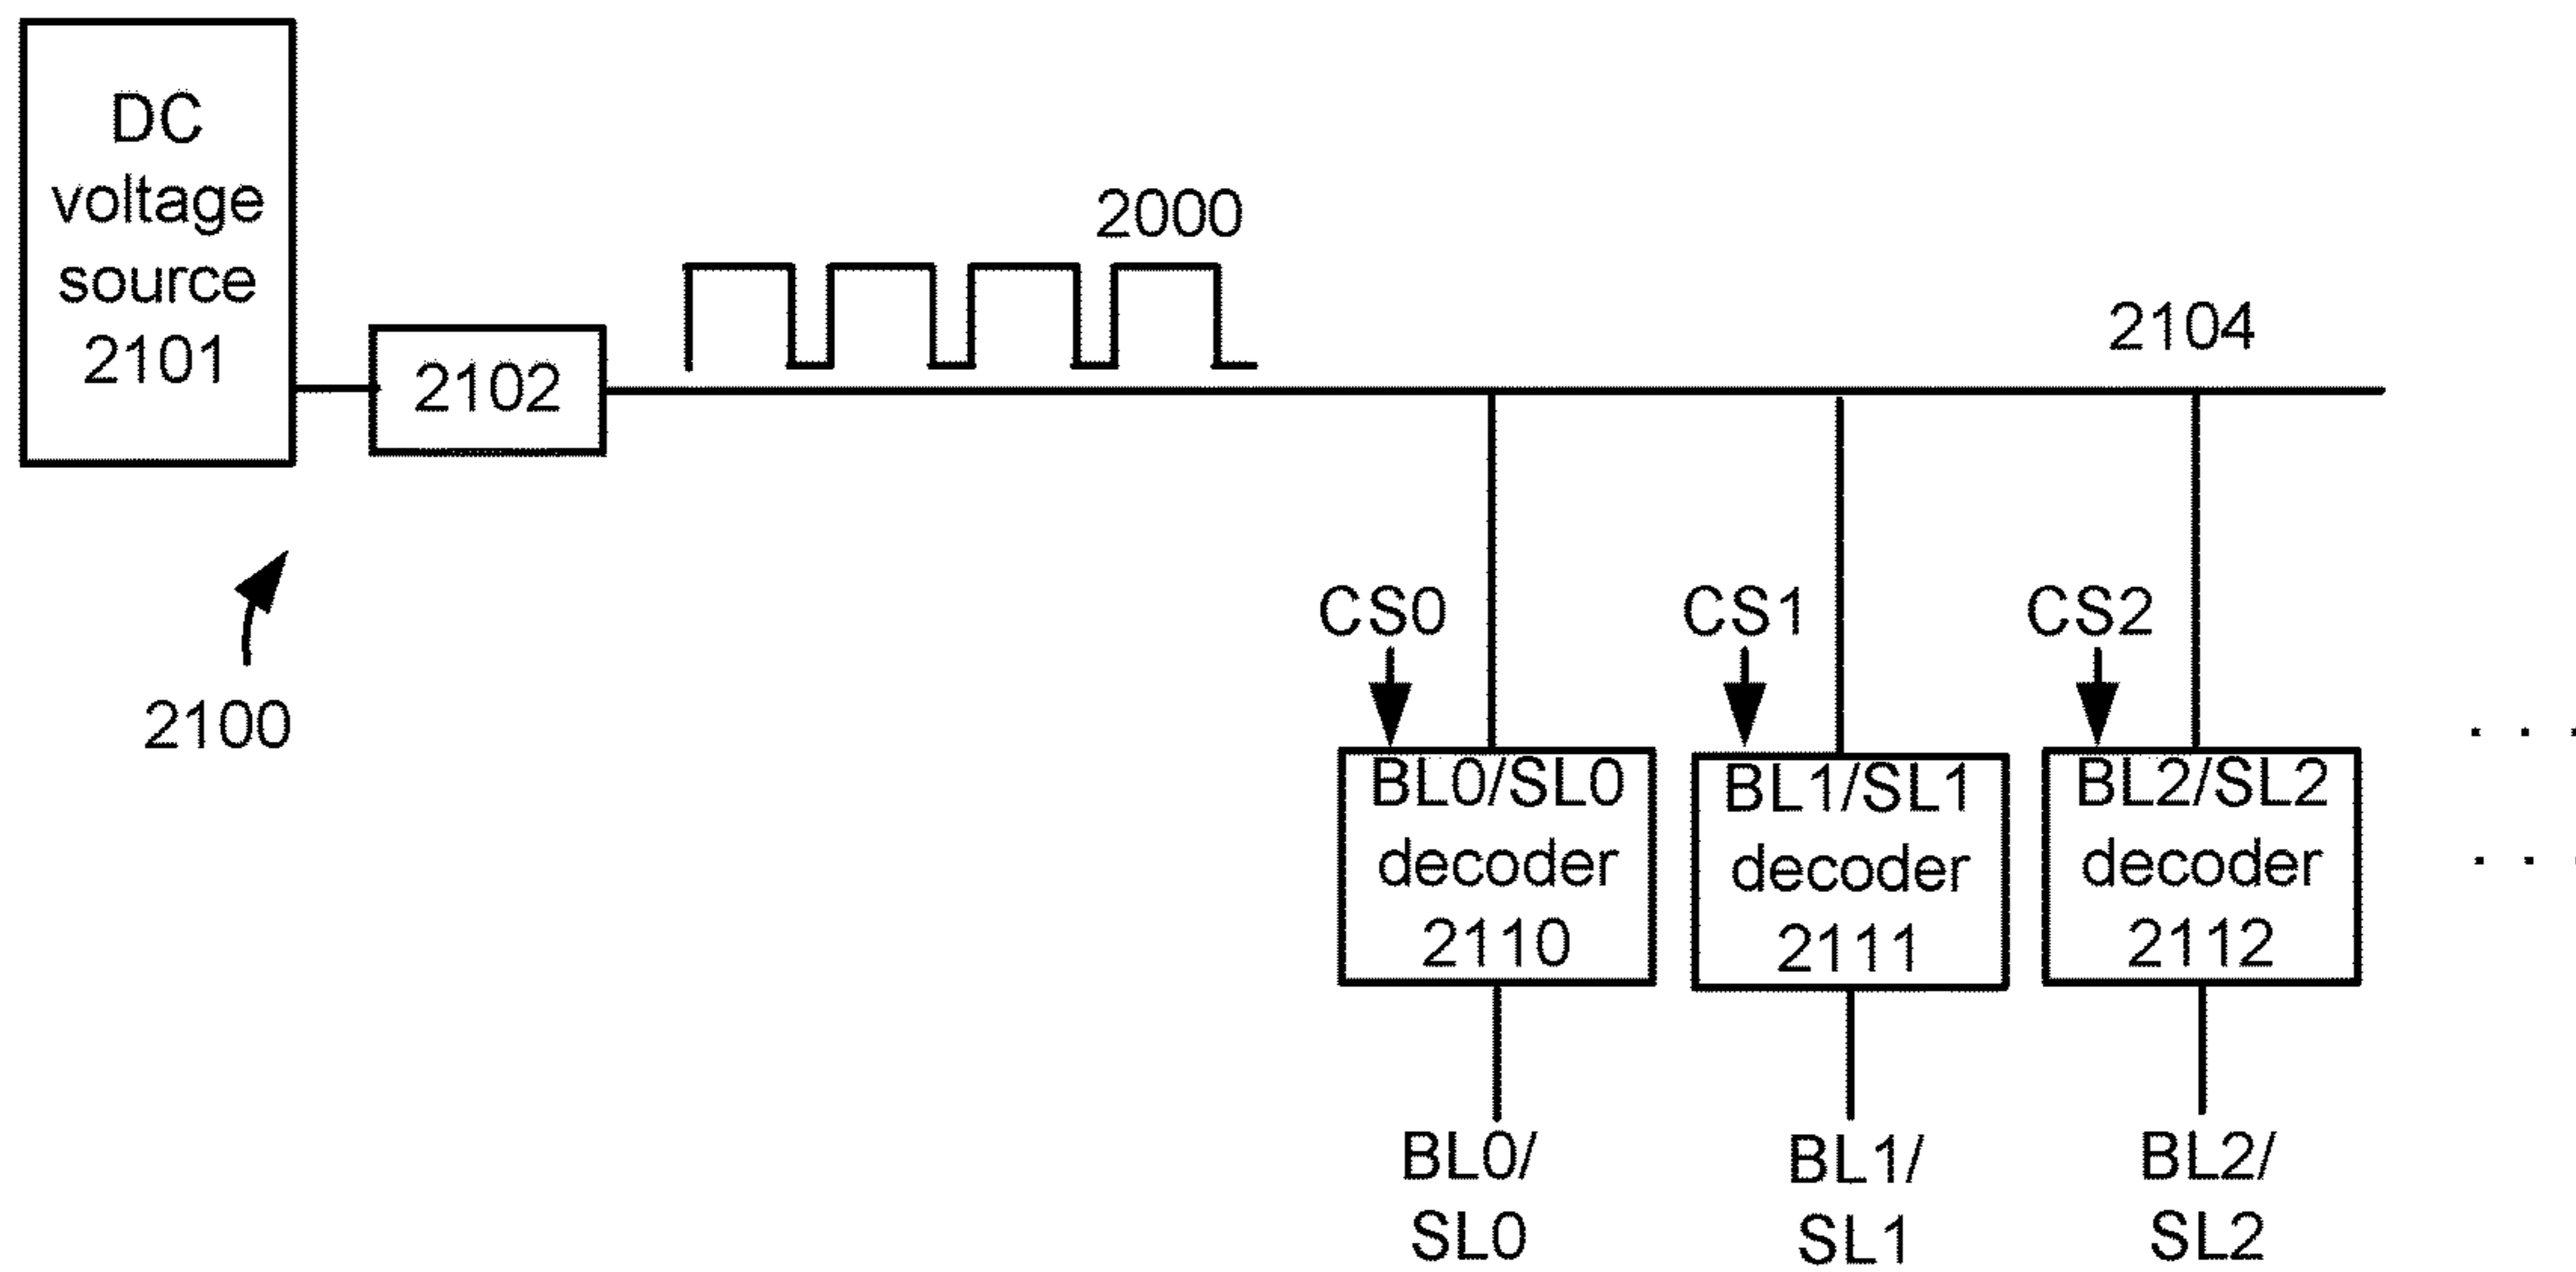 DC
voltage
source
2101
2102
2000
2104
2100
CS0
CS1
CS2
BL0/SL0
decoder
2110
BL1/SL1
decoder
2111
BL2/SL2
decoder
2112
. . .
. . .
BL0/
SL0
BL1/
SL1
BL2/
SL2